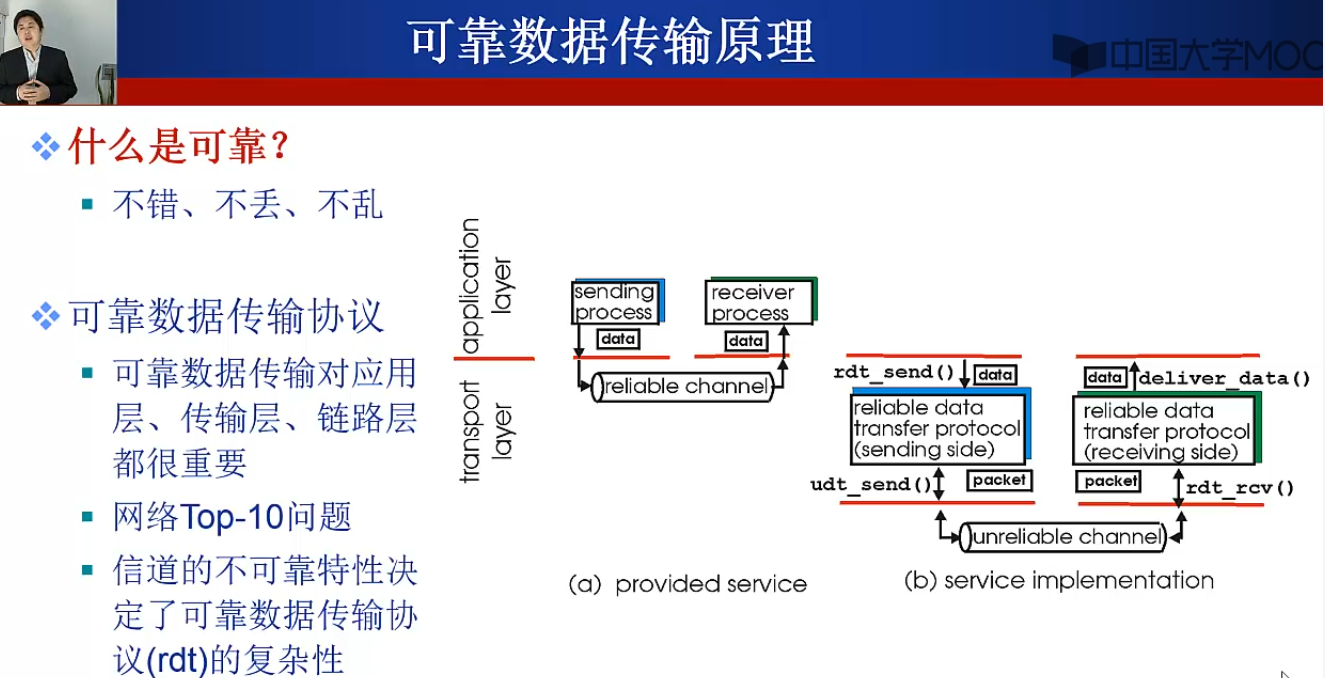 可靠数据传输原理
中国大学MOO
什么是可靠?
不错、不丢、不乱
可靠数据传输协议
可靠数据传输对应用
层、传输层、链路层
都很重要
网络Top-10问题
信道的不可靠特性决
定了可靠数据传输协
议(rdt)的复杂性
application
layer
transport
layer
sending
process
data
receiver
process
data
reliable channel
(a) provided service
rdt_send()
data
reliable data
transfer protocol
(sending side)
udt_send()
packet
data
deliver_data()
reliable data
transfer protocol
(receiving side)
packet
rdt_rcv()
unreliable channel
(b) service implementation